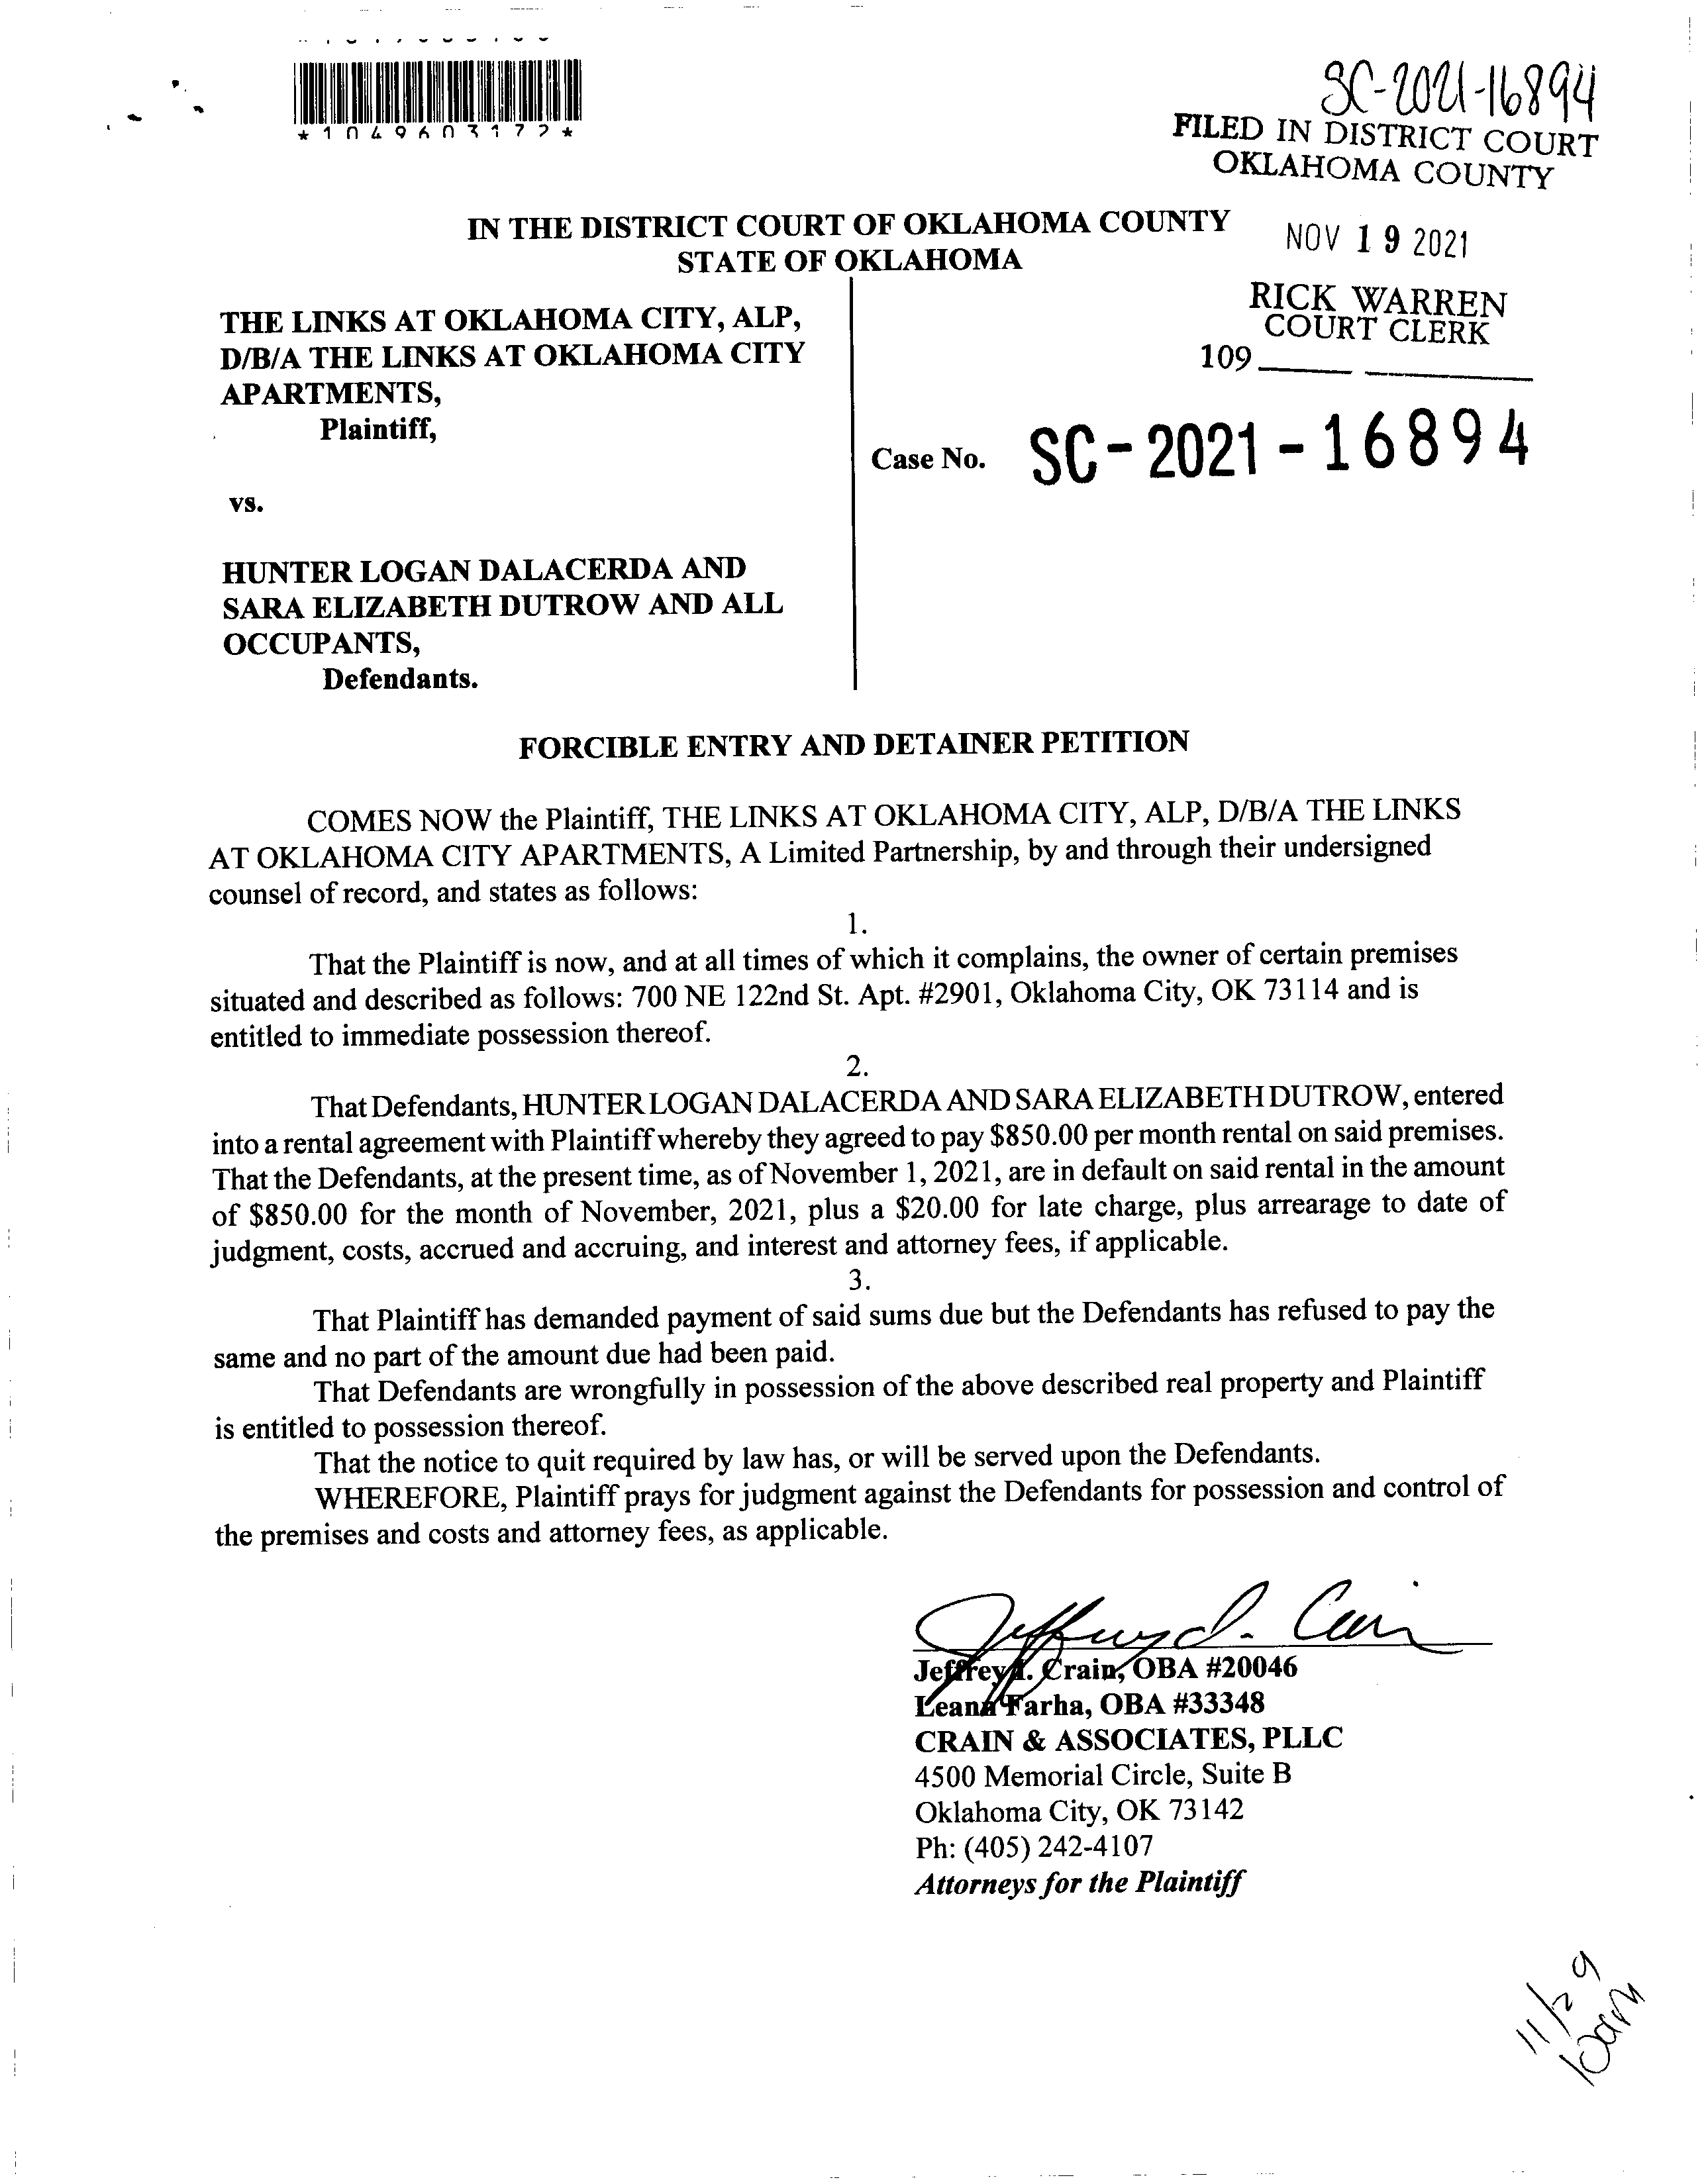 *1049603172*
SC-2021-16894
FILED IN DISTRICT COURT
OKLAHOMA COUNTY
IN THE DISTRICT COURT OF OKLAHOMA COUNTY
STATE OF OKLAHOMA
NOV 19 2021
RICK WARREN
COURT CLERK
109
THE LINKS AT OKLAHOMA CITY, ALP,
D/B/A THE LINKS AT OKLAHOMA CITY
APARTMENTS,
Plaintiff,
Case No. SC-2021-16894
vs.
HUNTER LOGAN DALACERDA AND
SARA ELIZABETH DUTROW AND ALL
OCCUPANTS,
Defendants.
FORCIBLE ENTRY AND DETAINER PETITION
COMES NOW the Plaintiff, THE LINKS AT OKLAHOMA CITY, ALP, D/B/A THE LINKS
AT OKLAHOMA CITY APARTMENTS, A Limited Partnership, by and through their undersigned
counsel of record, and states as follows:
1.
That the Plaintiff is now, and at all times of which it complains, the owner of certain premises
situated and described as follows: 700 NE 122nd St. Apt. #2901, Oklahoma City, OK 73114 and is
entitled to immediate possession thereof.
2.
That Defendants, HUNTER LOGAN DALACERDA AND SARA ELIZABETH DUTROW, entered
into a rental agreement with Plaintiff whereby they agreed to pay $850.00 per month rental on said premises.
That the Defendants, at the present time, as of November 1, 2021, are in default on said rental in the amount
of $850.00 for the month of November, 2021, plus a $20.00 for late charge, plus arrearage to date of
judgment, costs, accrued and accruing, and interest and attorney fees, if applicable.
3.
That Plaintiff has demanded payment of said sums due but the Defendants has refused to pay the
same and no part of the amount due had been paid.
That Defendants are wrongfully in possession of the above described real property and Plaintiff
is entitled to possession thereof.
That the notice to quit required by law has, or will be served upon the Defendants.
WHEREFORE, Plaintiff prays for judgment against the Defendants for possession and control of
the premises and costs and attorney fees, as applicable.
Jeffrey I. Crain, OBA #20046
Leana Farha, OBA #33348
CRAIN & ASSOCIATES, PLLC
4500 Memorial Circle, Suite B
Oklahoma City, OK 73142
Ph: (405) 242-4107
Attorneys for the Plaintiff
11/29
10am